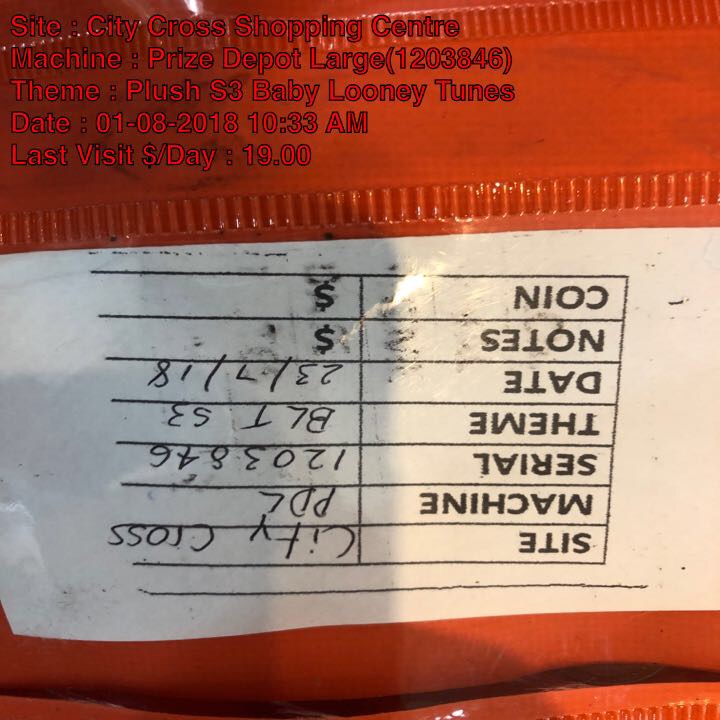 Site : City Cross Shopping Centre
Machine : Prize Depot Large(1203846)
Theme : Plush S3 Baby Looney Tunes
Date : 01-08-2018 10:33 AM
Last Visit $/Day : 19.00
SITE City Cross
MACHINE PDL
SERIAL 1203846
THEME BLT S3
DATE 23/7/18
NOTES $
COIN $